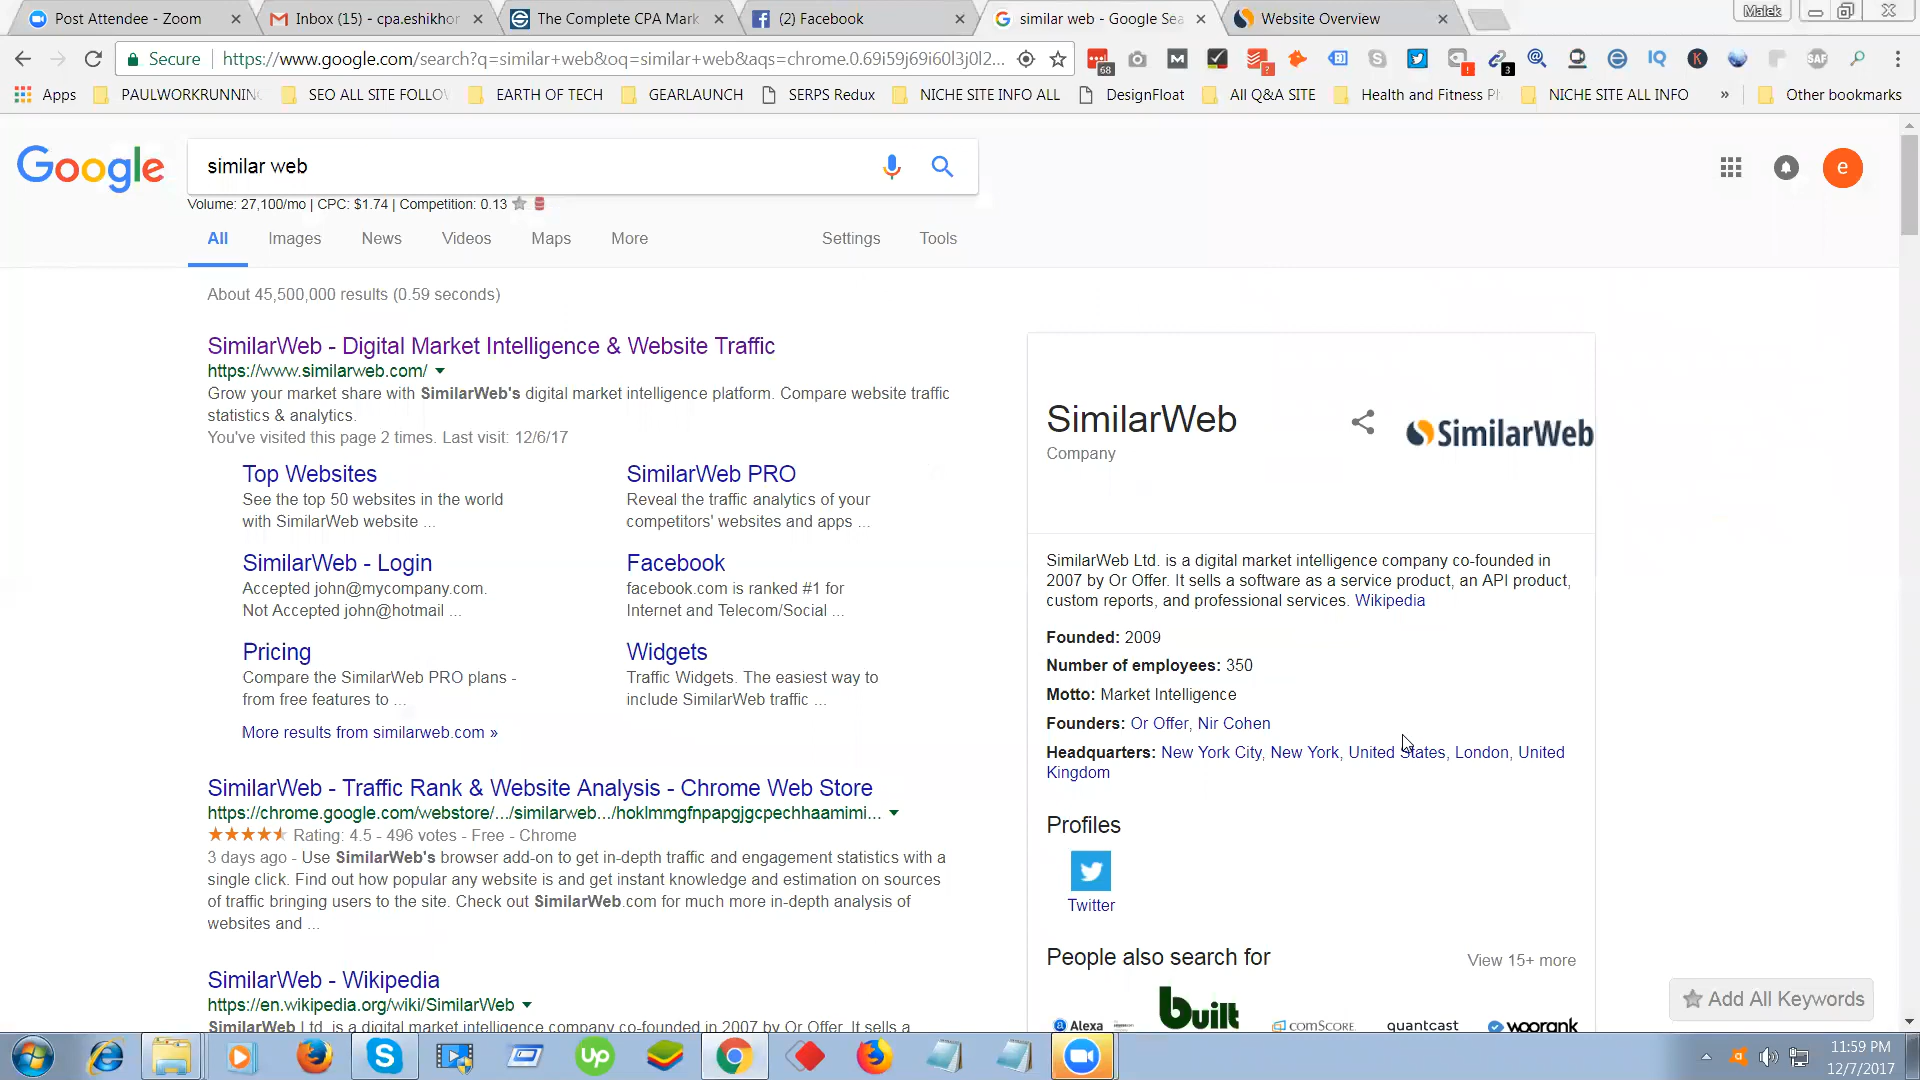 Post Attendee - Zoom
Inbox (15) - cpa.eshikhor
The Complete CPA Mark
(2) Facebook
similar web - Google Sea
Website Overview
Malek
Secure
https://www.google.com/search?q=similar+web&oq=similar+web&aqs=chrome.0.69i59j69i60l3j0l2...
68
3
Apps
PAULWORKRUNNING
SEO ALL SITE FOLLOW
EARTH OF TECH
GEARLAUNCH
SERPS Redux
NICHE SITE INFO ALL
DesignFloat
All Q&A SITE
Health and Fitness Ph
NICHE SITE ALL INFO
»
Other bookmarks
Google
similar web
e
Volume: 27,100/mo | CPC: $1.74 | Competition: 0.13
All
Images
News
Videos
Maps
More
Settings
Tools
About 45,500,000 results (0.59 seconds)
SimilarWeb - Digital Market Intelligence & Website Traffic
https://www.similarweb.com/
Grow your market share with SimilarWeb's digital market intelligence platform. Compare website traffic
statistics & analytics.
You've visited this page 2 times. Last visit: 12/6/17
Top Websites
See the top 50 websites in the world
with SimilarWeb website ...
SimilarWeb PRO
Reveal the traffic analytics of your
competitors' websites and apps ...
SimilarWeb - Login
Accepted john@mycompany.com.
Not Accepted john@hotmail ...
Facebook
facebook.com is ranked #1 for
Internet and Telecom/Social ...
Pricing
Compare the SimilarWeb PRO plans -
from free features to ...
Widgets
Traffic Widgets. The easiest way to
include SimilarWeb traffic ...
More results from similarweb.com »
SimilarWeb - Traffic Rank & Website Analysis - Chrome Web Store
https://chrome.google.com/webstore/.../similarweb.../hoklmmgfnpapgjgcpechhaamimi...
Rating: 4.5 - 496 votes - Free - Chrome
3 days ago - Use SimilarWeb's browser add-on to get in-depth traffic and engagement statistics with a
single click. Find out how popular any website is and get instant knowledge and estimation on sources
of traffic bringing users to the site. Check out SimilarWeb.com for much more in-depth analysis of
websites and ...
SimilarWeb - Wikipedia
https://en.wikipedia.org/wiki/SimilarWeb
SimilarWeb Ltd. is a digital market intelligence company co-founded in 2007 by Or Offer. It sells a
SimilarWeb
Company
SimilarWeb
SimilarWeb Ltd. is a digital market intelligence company co-founded in
2007 by Or Offer. It sells a software as a service product, an API product,
custom reports, and professional services. Wikipedia
Founded: 2009
Number of employees: 350
Motto: Market Intelligence
Founders: Or Offer, Nir Cohen
Headquarters: New York City, New York, United States, London, United
Kingdom
Profiles
Twitter
People also search for
View 15+ more
Alexa
built
comScore
quantcast
woorank
Add All Keywords
Up
11:59 PM
12/7/2017